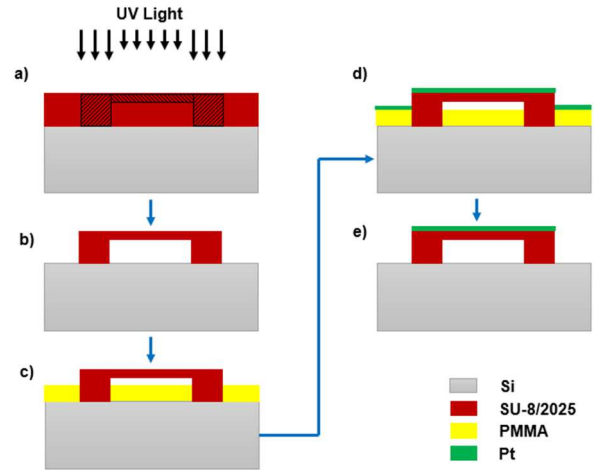 UV Light
a)
b)
c)
d)
e)
Si
SU-8/2025
PMMA
Pt